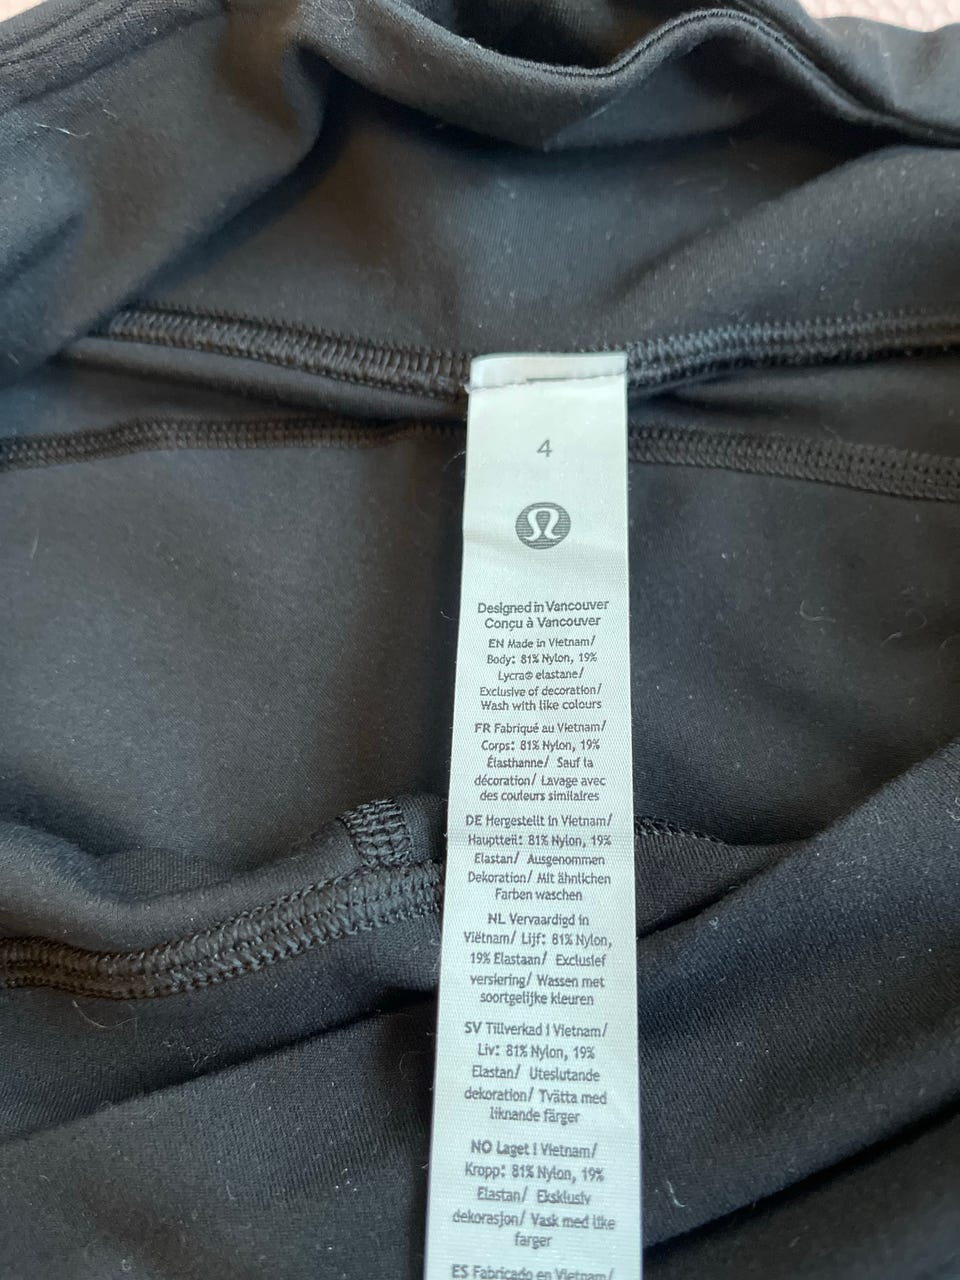 4
Designed in Vancouver
Conçu à Vancouver
EN Made in Vietnam/
Body: 81% Nylon, 19%
Lycra® elastane/
Exclusive of decoration/
Wash with like colours
FR Fabriqué au Vietnam/
Corps: 81% Nylon, 19%
Élasthanne/ Sauf la
décoration/ Lavage avec
des couleurs similaires
DE Hergestellt in Vietnam/
Hauptteil: 81% Nylon, 19%
Elastan/ Ausgenommen
Dekoration/ Mit ähnlichen
Farben waschen
NL Vervaardigd in
Viëtnam/ Lijf: 81% Nylon,
19% Elastaan/ Exclusief
versiering/ Wassen met
soortgelijke kleuren
SV Tillverkad i Vietnam/
Liv: 81% Nylon, 19%
Elastan/ Uteslutande
dekoration/ Tvätta med
liknande färger
NO Laget i Vietnam/
Kropp: 81% Nylon, 19%
Elastan/ Eksklusiv
dekorasjon/ Vask med like
farger
ES Fabricado en Vietnam/